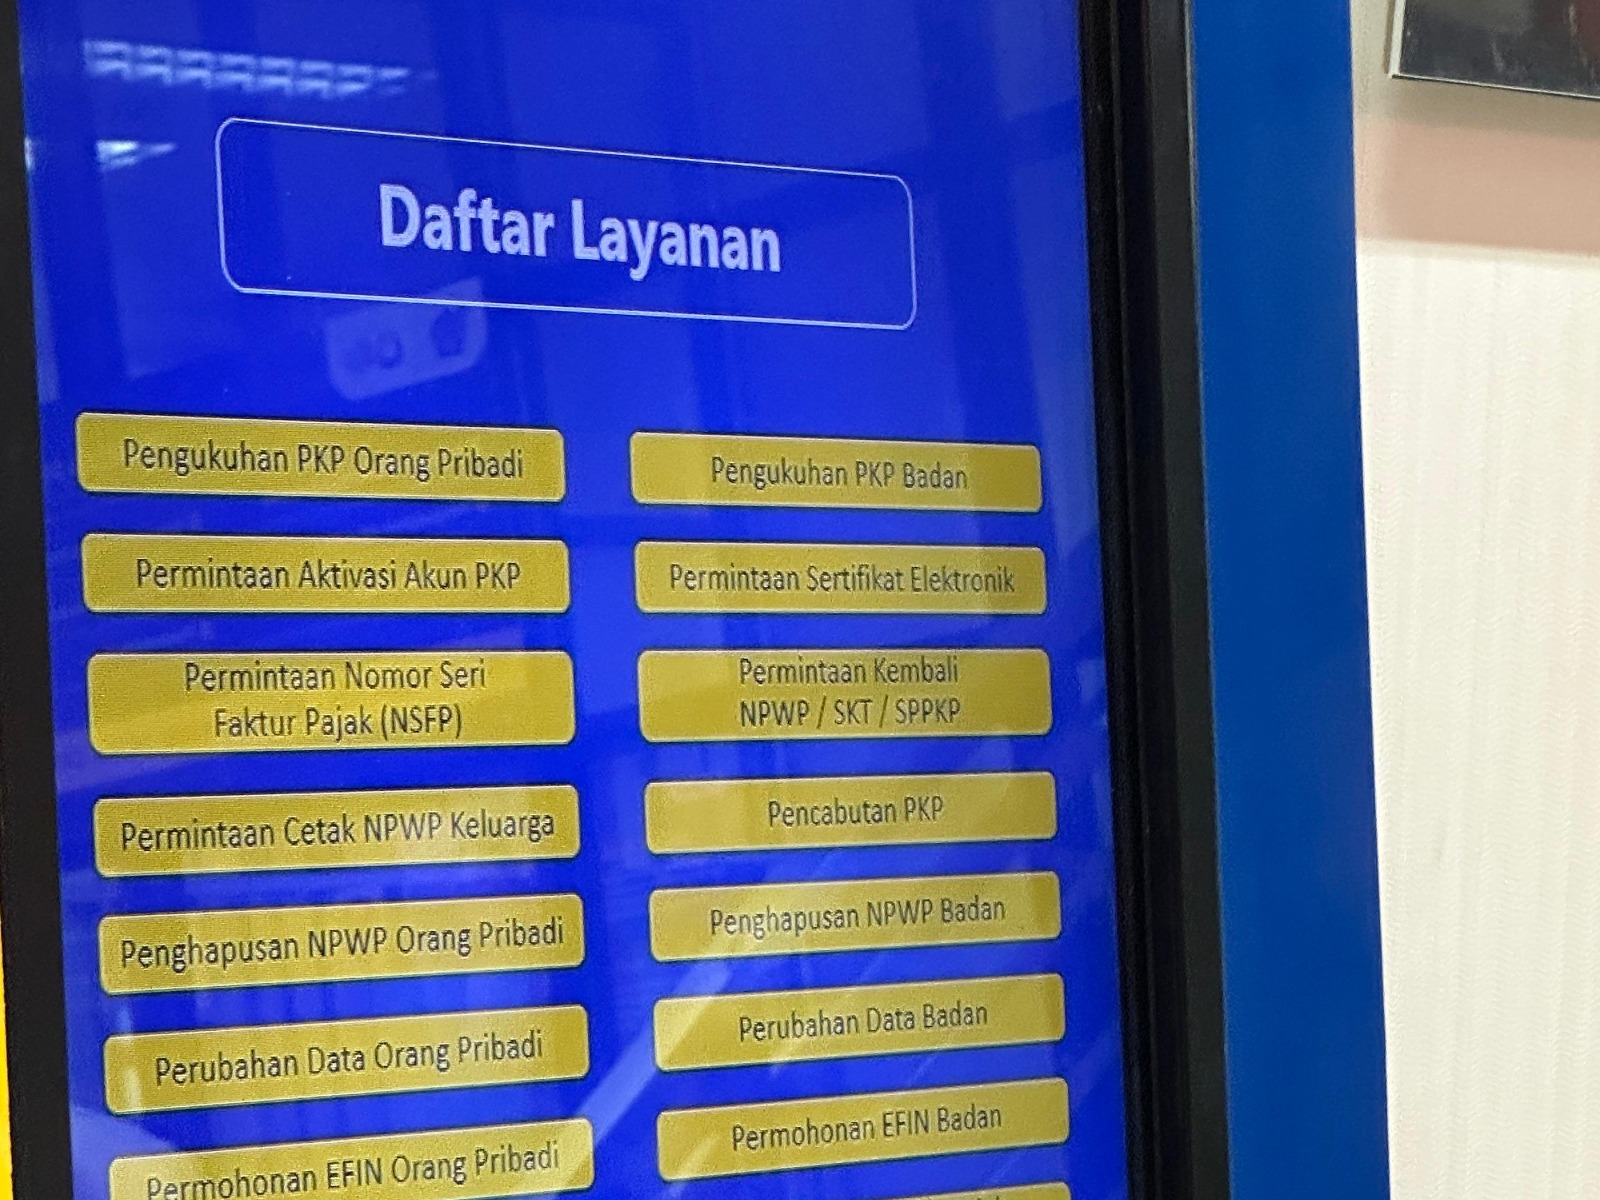 Daftar Layanan
Pengukuhan PKP Orang Pribadi
Pengukuhan PKP Badan
Permintaan Aktivasi Akun PKP
Permintaan Sertifikat Elektronik
Permintaan Nomor Seri
Faktur Pajak (NSFP)
Permintaan Kembali
NPWP / SKT / SPPKP
Permintaan Cetak NPWP Keluarga
Pencabutan PKP
Penghapusan NPWP Orang Pribadi
Penghapusan NPWP Badan
Perubahan Data Orang Pribadi
Perubahan Data Badan
Permohonan EFIN Orang Pribadi
Permohonan EFIN Badan